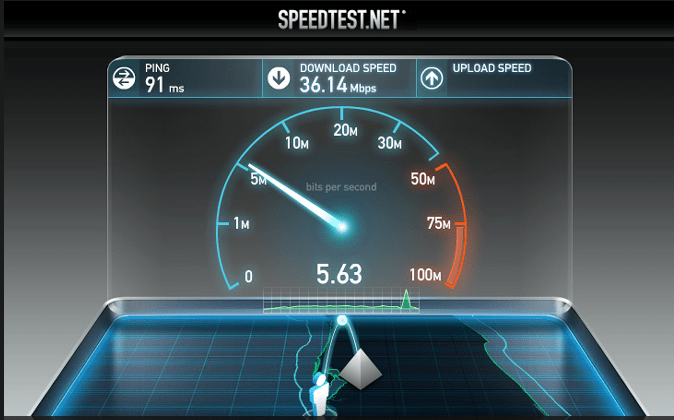 SPEEDTEST.NET
PING
91 ms
DOWNLOAD SPEED
36.14 Mbps
UPLOAD SPEED
20M
10M
30M
5M
50M
bits per second
1M
75M
0
5.63
100M